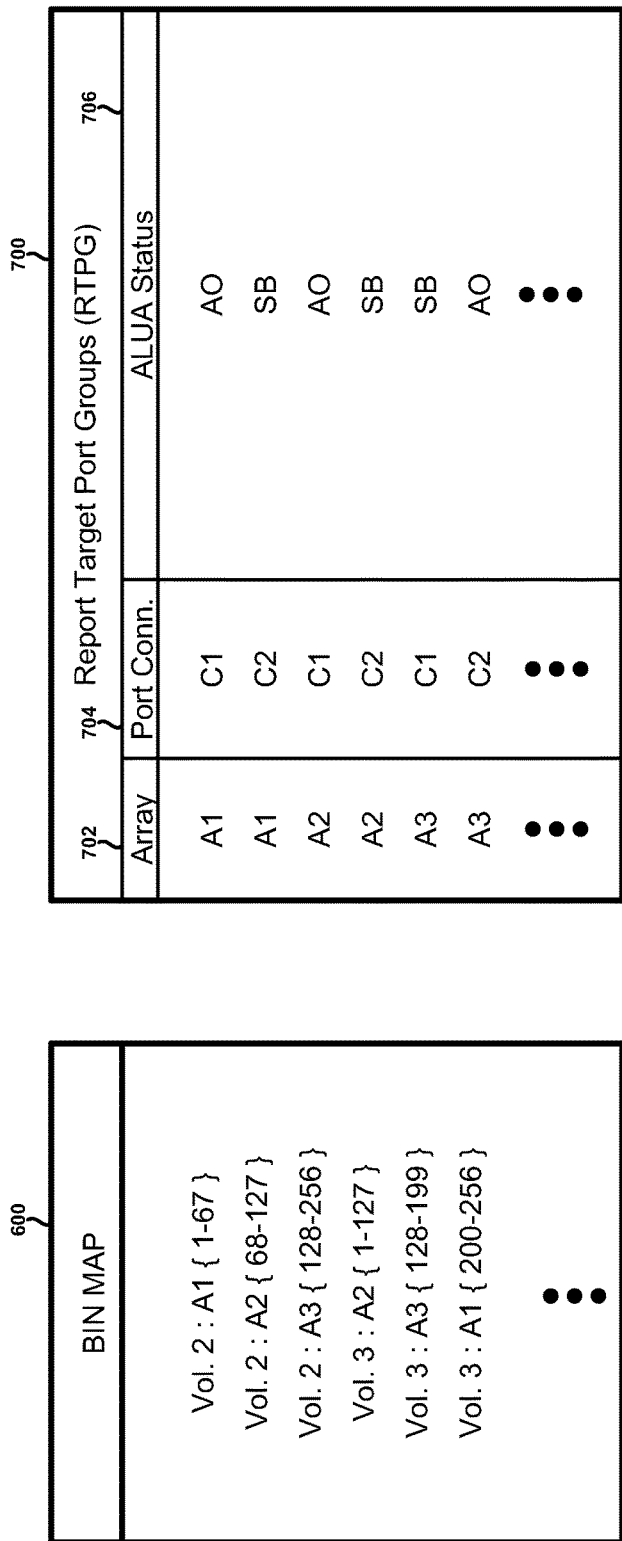 600
BIN MAP
Vol. 2 : A1 { 1-67 }
Vol. 2 : A2 { 68-127 }
Vol. 2 : A3 { 128-256 }
Vol. 3 : A2 { 1-127 }
Vol. 3 : A3 { 128-199 }
Vol. 3 : A1 { 200-256 }
700
702 704 Report Target Port Groups (RTPG) 706
Array Port Conn. ALUA Status
A1 C1 AO
A1 C2 SB
A2 C1 AO
A2 C2 SB
A3 C1 SB
A3 C2 AO